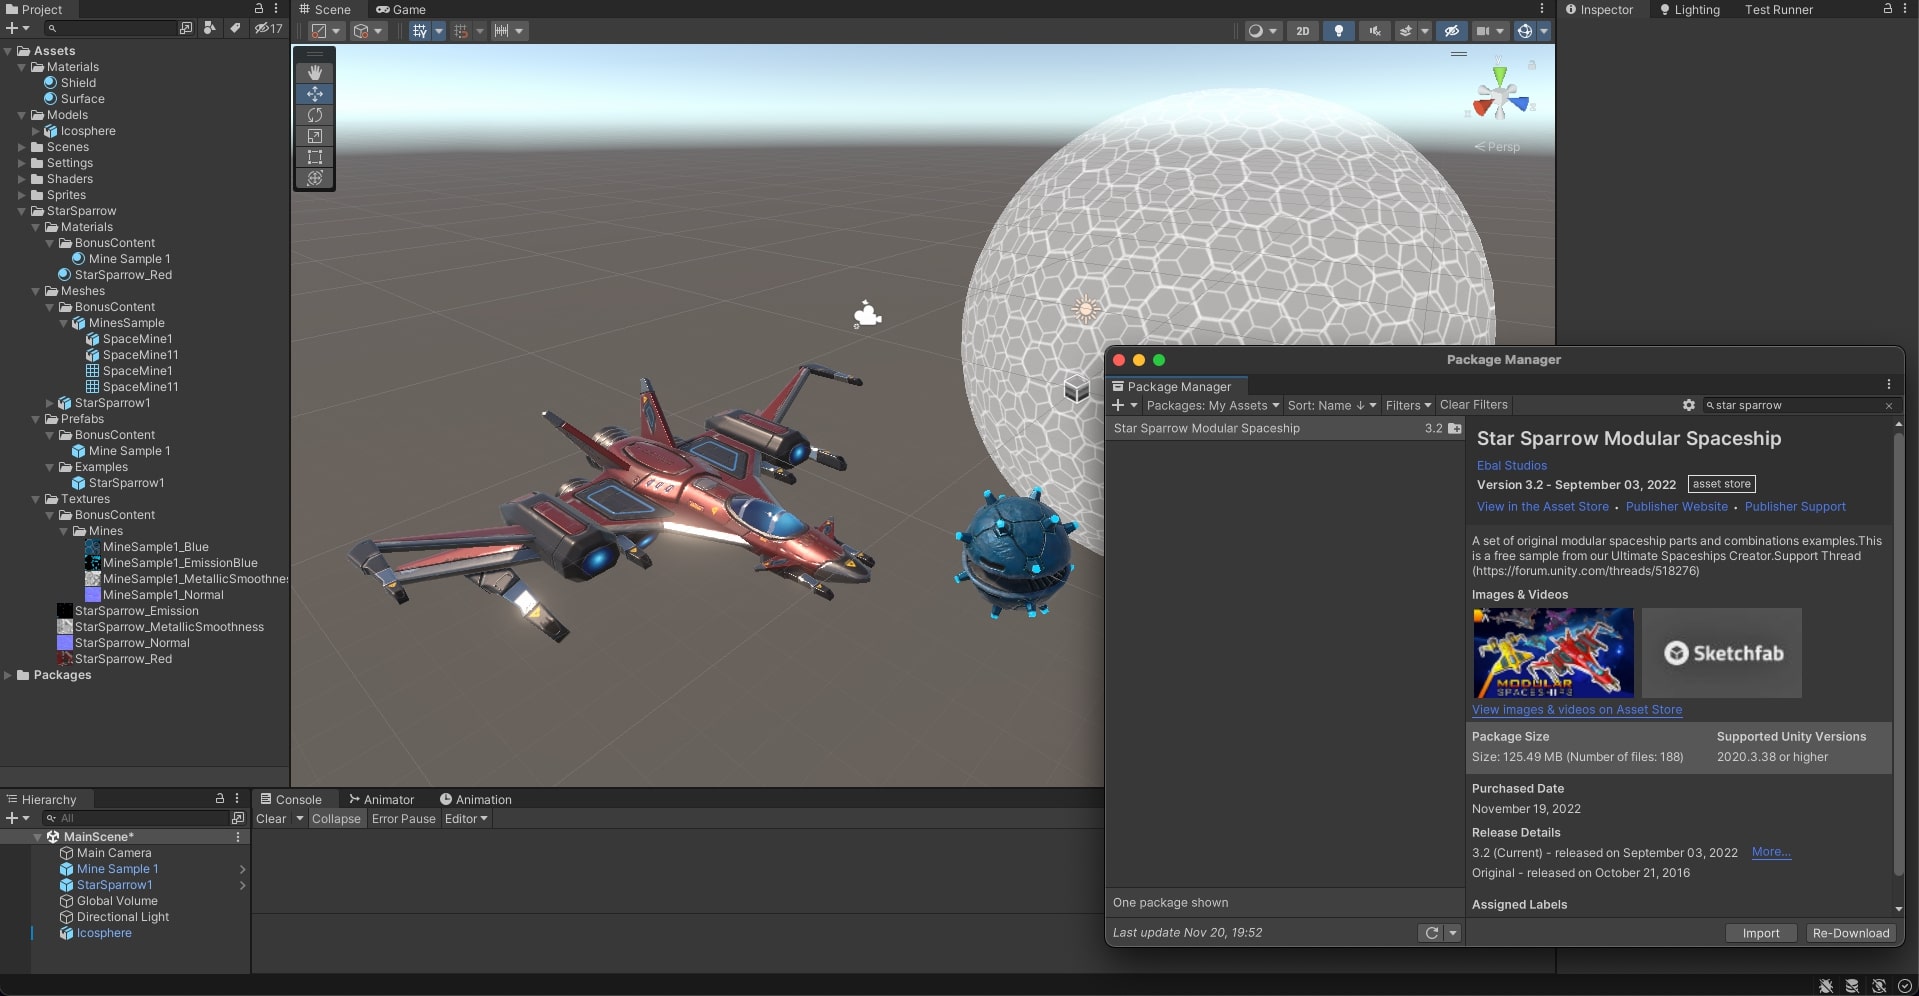 Project
17
Assets
Materials
Shield
Surface
Models
Icosphere
Scenes
Settings
Shaders
Sprites
StarSparrow
Materials
BonusContent
Mine Sample 1
StarSparrow_Red
Meshes
BonusContent
MinesSample
SpaceMine1
SpaceMine11
SpaceMine1
SpaceMine11
StarSparrow1
Prefabs
BonusContent
Mine Sample 1
Examples
StarSparrow1
Textures
BonusContent
Mines
MineSample1_Blue
MineSample1_EmissionBlue
MineSample1_MetallicSmoothnes
MineSample1_Normal
StarSparrow_Emission
StarSparrow_MetallicSmoothness
StarSparrow_Normal
StarSparrow_Red
Packages
Scene Game
2D
y
x z
Persp
Inspector Lighting Test Runner
Package Manager
Package Manager
Packages: My Assets Sort: Name ↓ Filters Clear Filters star sparrow
Star Sparrow Modular Spaceship 3.2
One package shown
Last update Nov 20, 19:52
Star Sparrow Modular Spaceship
Ebal Studios
Version 3.2 - September 03, 2022 asset store
View in the Asset Store • Publisher Website • Publisher Support
A set of original modular spaceship parts and combinations examples.This
is a free sample from our Ultimate Spaceships Creator.Support Thread
(https://forum.unity.com/threads/518276)
Images & Videos
MODULAR
Sketchfab
View images & videos on Asset Store
Package Size Supported Unity Versions
Size: 125.49 MB (Number of files: 188) 2020.3.38 or higher
Purchased Date
November 19, 2022
Release Details
3.2 (Current) - released on September 03, 2022 More...
Original - released on October 21, 2016
Assigned Labels
Import Re-Download
Hierarchy
All
MainScene*
Main Camera
Mine Sample 1
StarSparrow1
Global Volume
Directional Light
Icosphere
Console Animator Animation
Clear Collapse Error Pause Editor